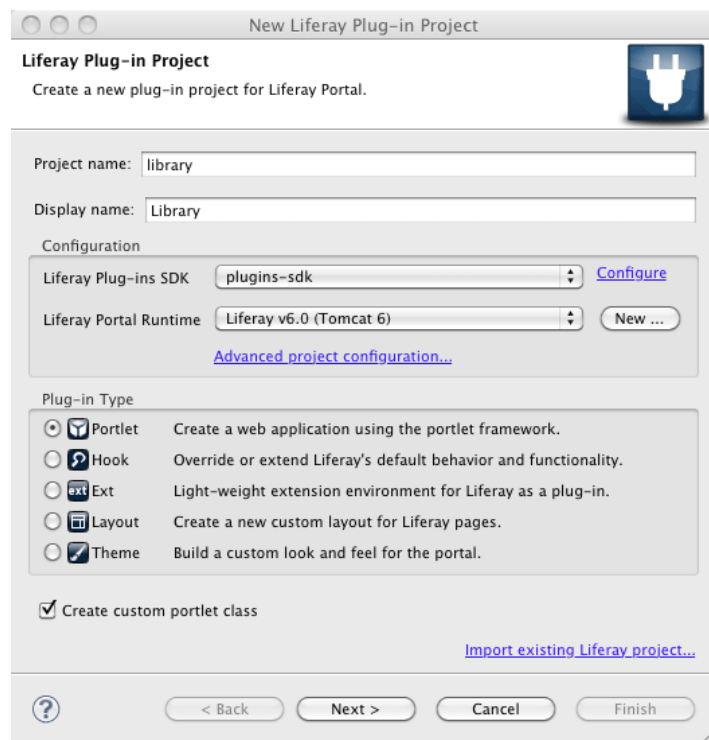 New Liferay Plug-in Project
Liferay Plug-in Project
Create a new plug-in project for Liferay Portal.
Project name: library
Display name: Library
Configuration
Liferay Plug-ins SDK plugins-sdk Configure
Liferay Portal Runtime Liferay v6.0 (Tomcat 6) New ...
Advanced project configuration...
Plug-in Type
Portlet Create a web application using the portlet framework.
Hook Override or extend Liferay's default behavior and functionality.
ext Ext Light-weight extension environment for Liferay as a plug-in.
Layout Create a new custom layout for Liferay pages.
Theme Build a custom look and feel for the portal.
Create custom portlet class
Import existing Liferay project...
? < Back Next > Cancel Finish